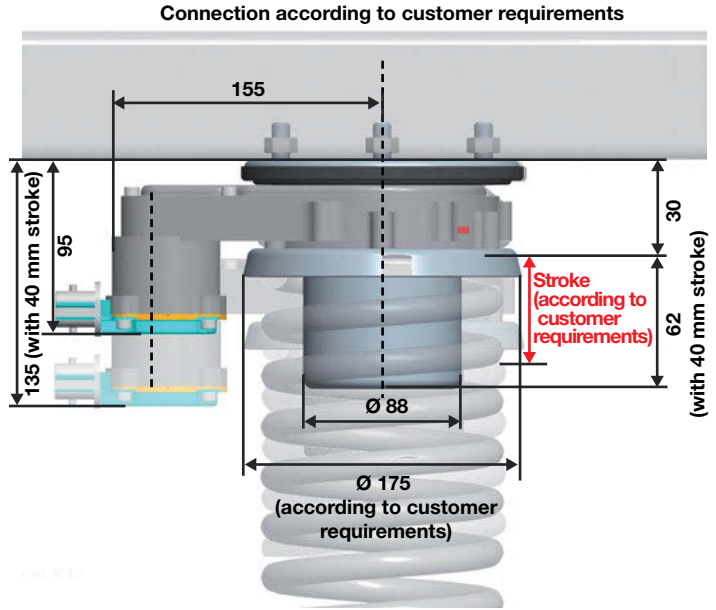 Connection according to customer requirements
155
135 (with 40 mm stroke)
95
30
Stroke
(according to
customer
requirements)
62
(with 40 mm stroke)
Ø 88
Ø 175
(according to customer
requirements)